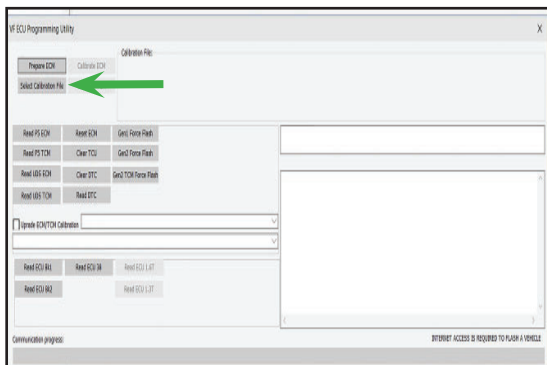 VF ECU Programming Utility X
Calibration File:
Prepare ECM Calibrate ECM
Select Calibration File
Read PS ECM Reset ECM Gen1 Force Flash
Read PS TCM Clear TCU Gen2 Force Flash
Read UDS ECM Clear DTC Gen2 TCM Force Flash
Read UDS TCM Read DTC
Uprade ECM/TCM Calibration
Read ECU 8x1 Read ECU 38 Read ECU 1.6T
Read ECU 8x2 Read ECU 1.3T
Communication progress: INTERNET ACCESS IS REQUIRED TO FLASH A VEHICLE